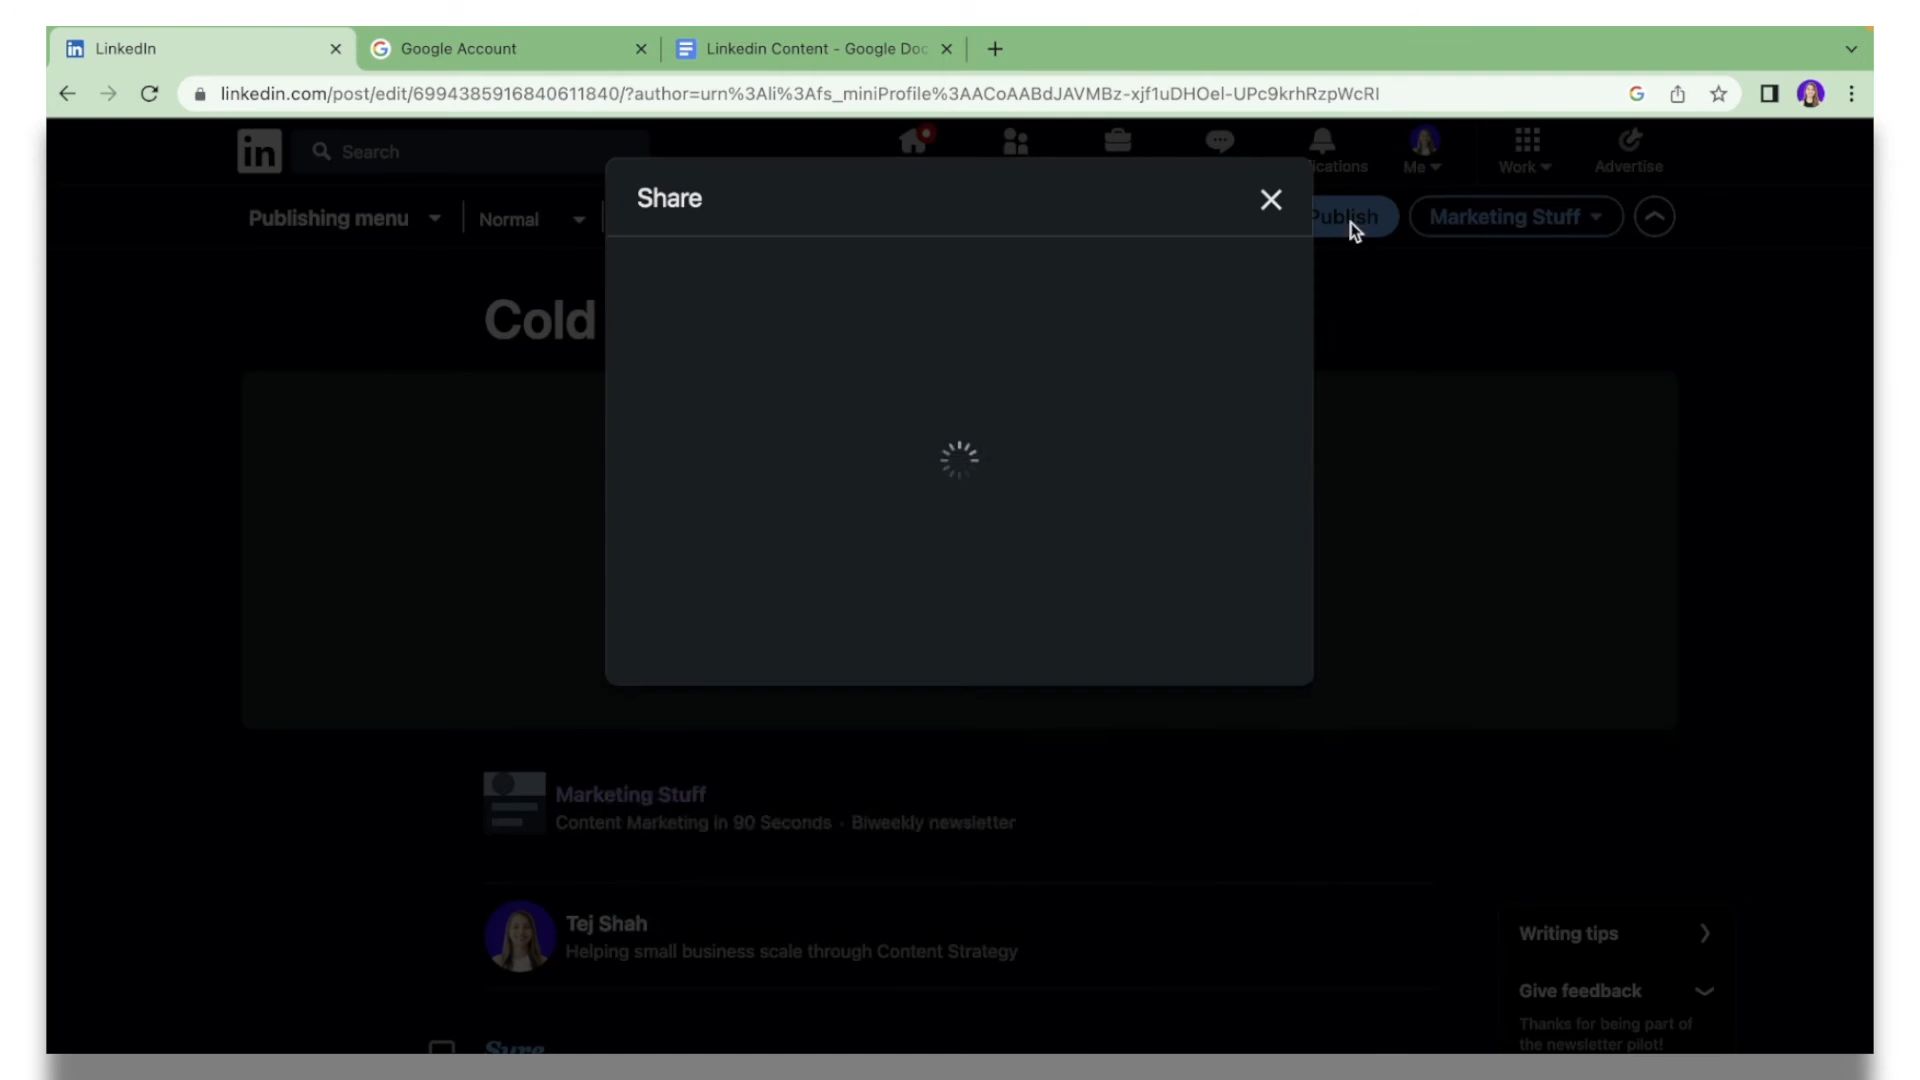 LinkedIn
Google Account
Linkedin Content - Google Doc
linkedin.com/post/edit/6994385916840611840/?author=urn%3Ali%3Afs_miniProfile%3AACoAABdJAVMBz-xjf1uDHOel-UPc9krhRzpWcRI
in Search
ications
Me
Work
Advertise
Share
Publishing menu
Normal
Publish
Marketing Stuff
Cold
Marketing Stuff
Content Marketing in 90 Seconds · Biweekly newsletter
Tej Shah
Helping small business scale through Content Strategy
Writing tips
Give feedback
Thanks for being part of
the newsletter pilot!
Sure